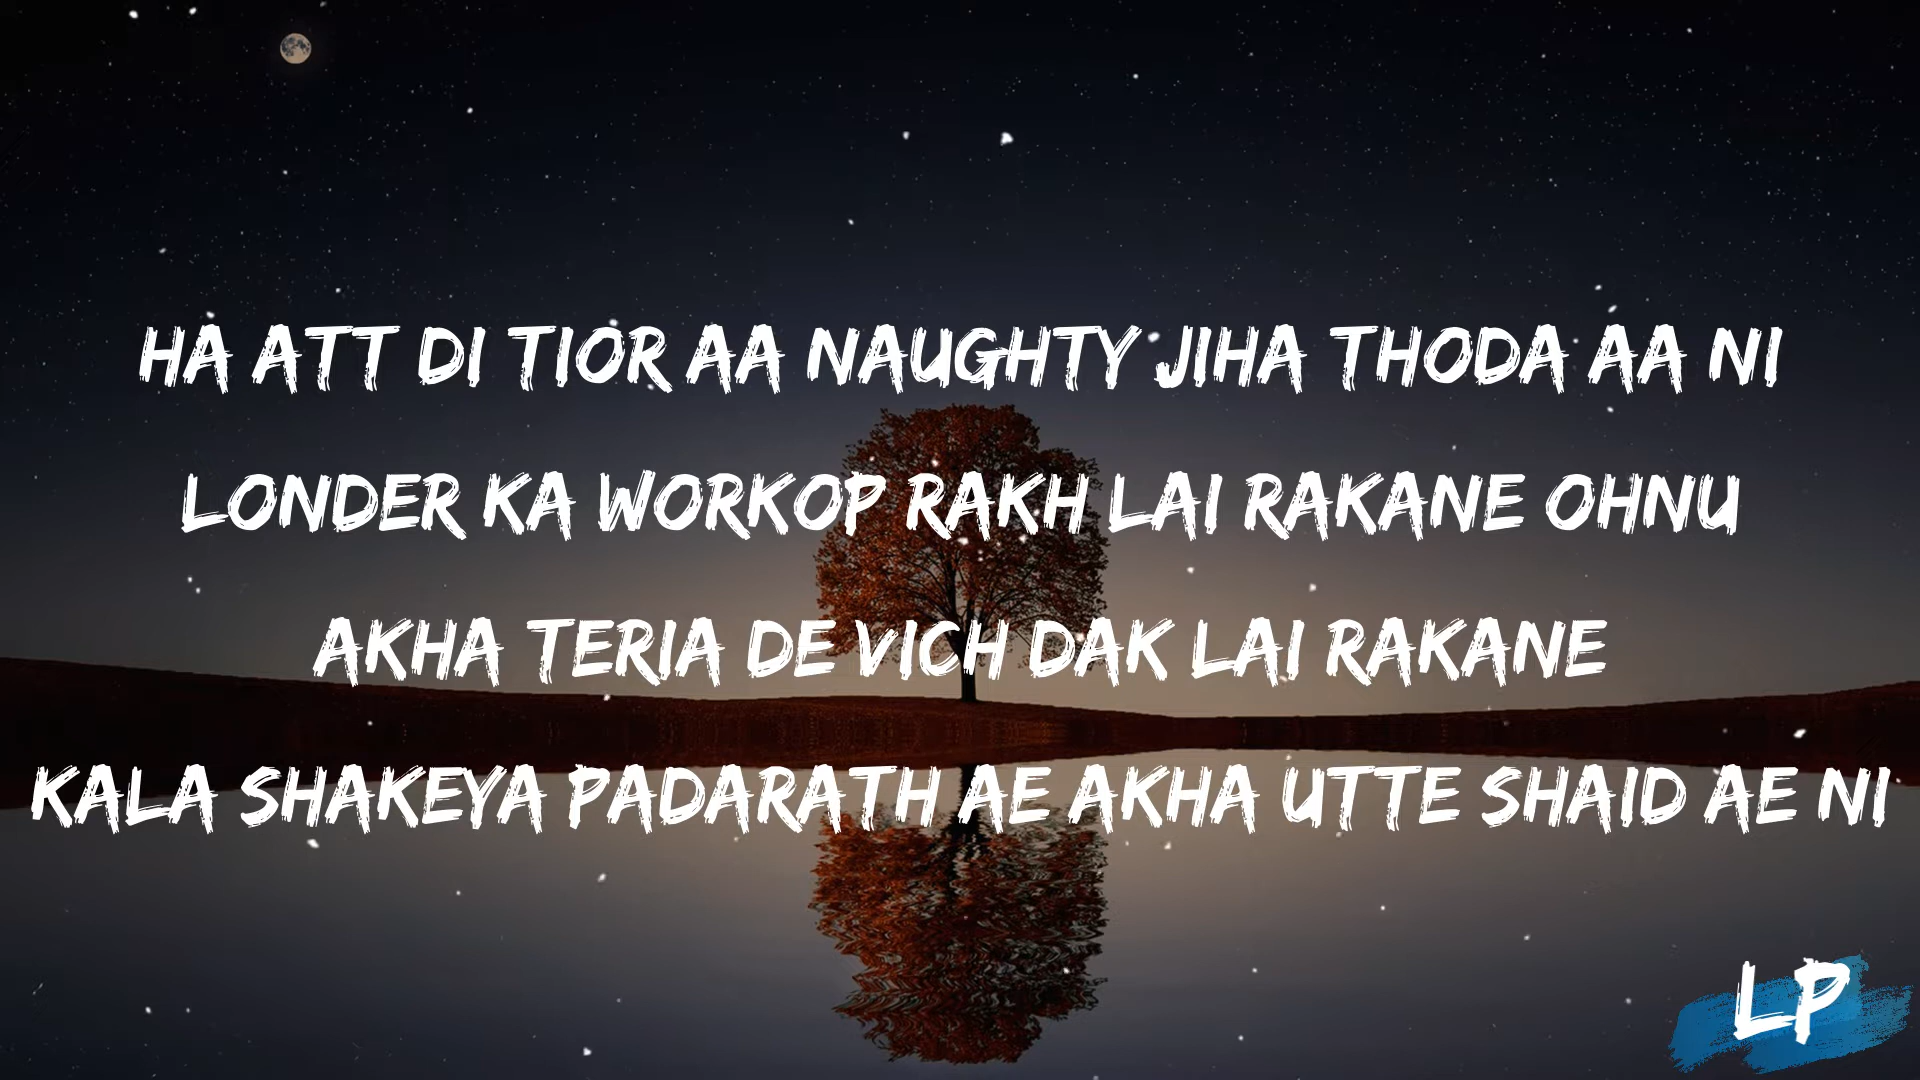 HA ATT DI TIOR AA NAUGHTY JIHA THODA AA NI
LONDER KA WORKOP RAKH LAI RAKANE OHNU
AKHA TERIA DE VICH DAK LAI RAKANE
KALA SHAKEYA PADARATH AE AKHA UTTE SHAID AE NI
LP